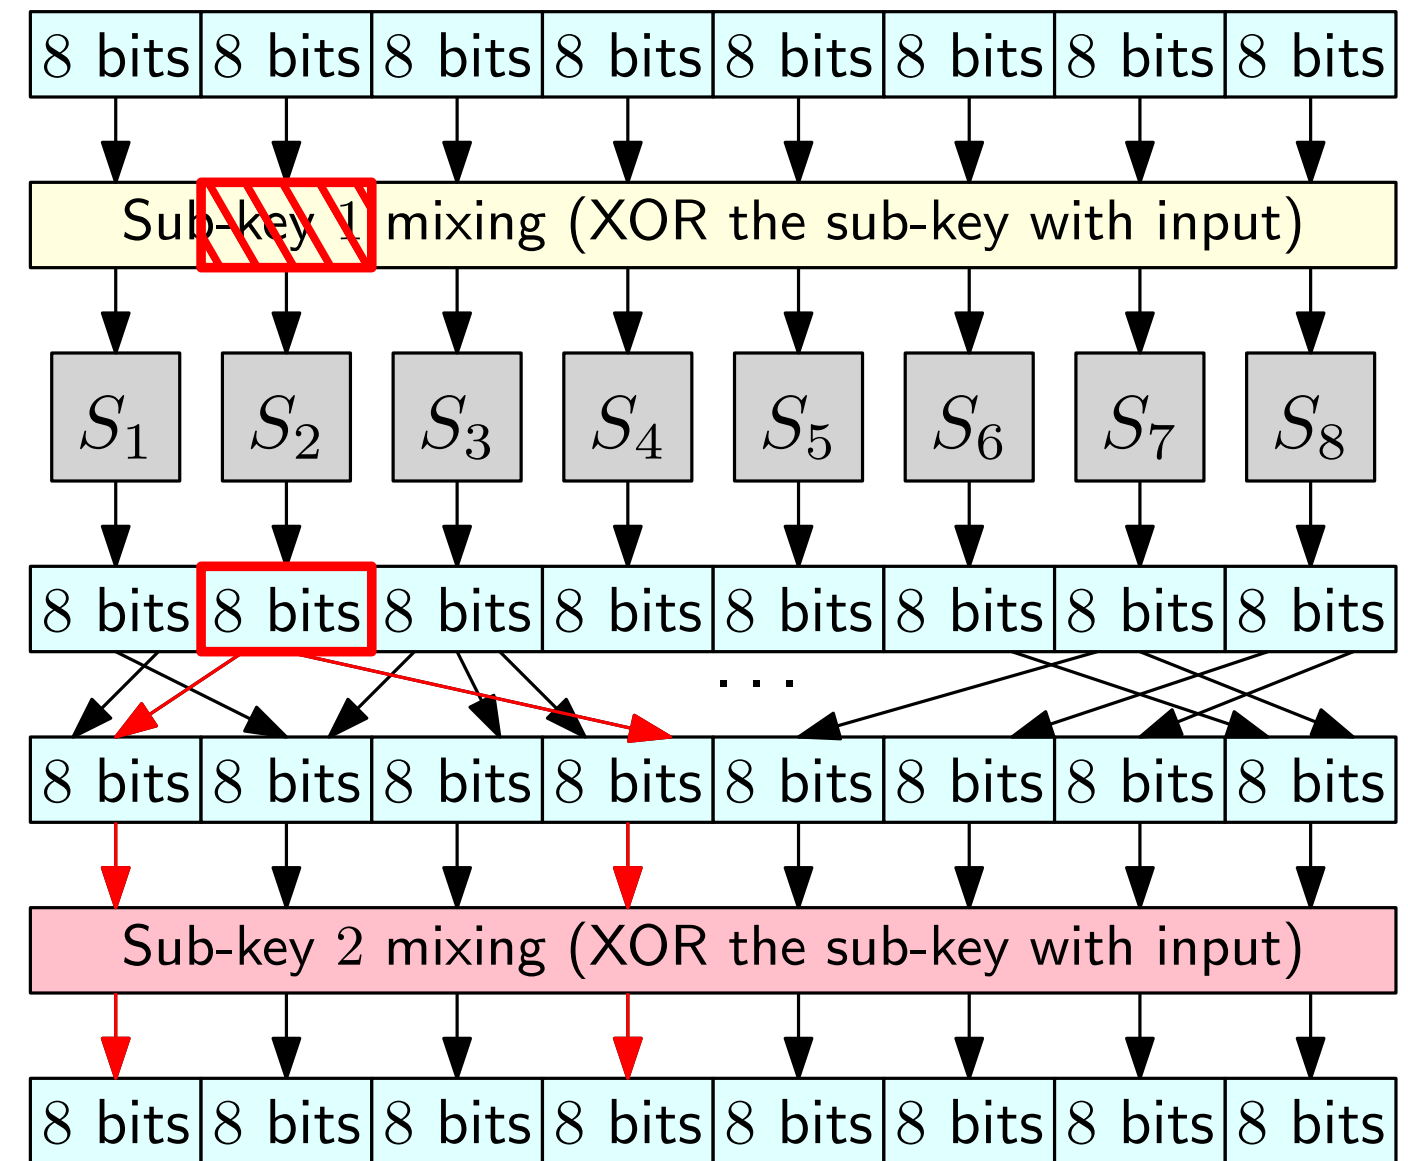 8 bits 8 bits 8 bits 8 bits 8 bits 8 bits 8 bits 8 bits
Sub-key 1 mixing (XOR the sub-key with input)
S₁ S₂ S₃ S₄ S₅ S₆ S₇ S₈
8 bits 8 bits 8 bits 8 bits 8 bits 8 bits 8 bits 8 bits
...
8 bits 8 bits 8 bits 8 bits 8 bits 8 bits 8 bits 8 bits
Sub-key 2 mixing (XOR the sub-key with input)
8 bits 8 bits 8 bits 8 bits 8 bits 8 bits 8 bits 8 bits